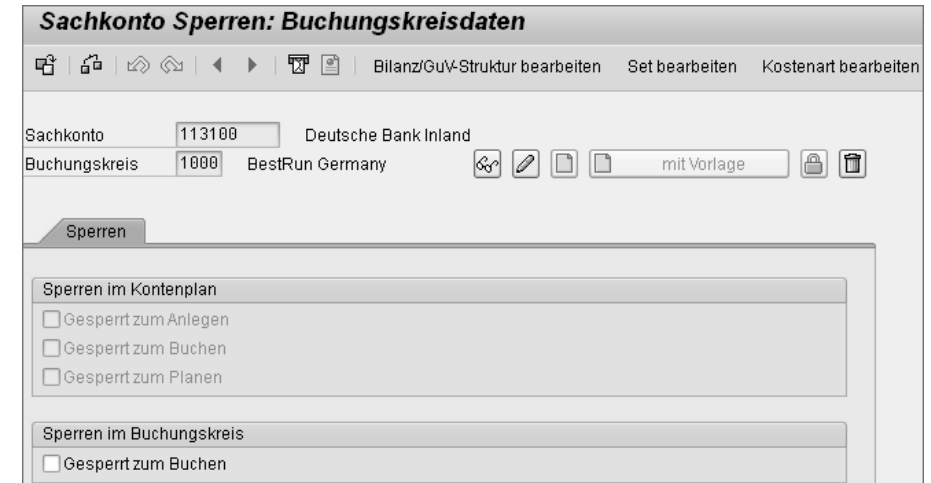 Sachkonto Sperren: Buchungskreisdaten
Bilanz/GuV-Struktur bearbeiten Set bearbeiten Kostenart bearbeiten
Sachkonto 113100 Deutsche Bank Inland
Buchungskreis 1000 BestRun Germany mit Vorlage
Sperren
Sperren im Kontenplan
Gesperrt zum Anlegen
Gesperrt zum Buchen
Gesperrt zum Planen
Sperren im Buchungskreis
Gesperrt zum Buchen